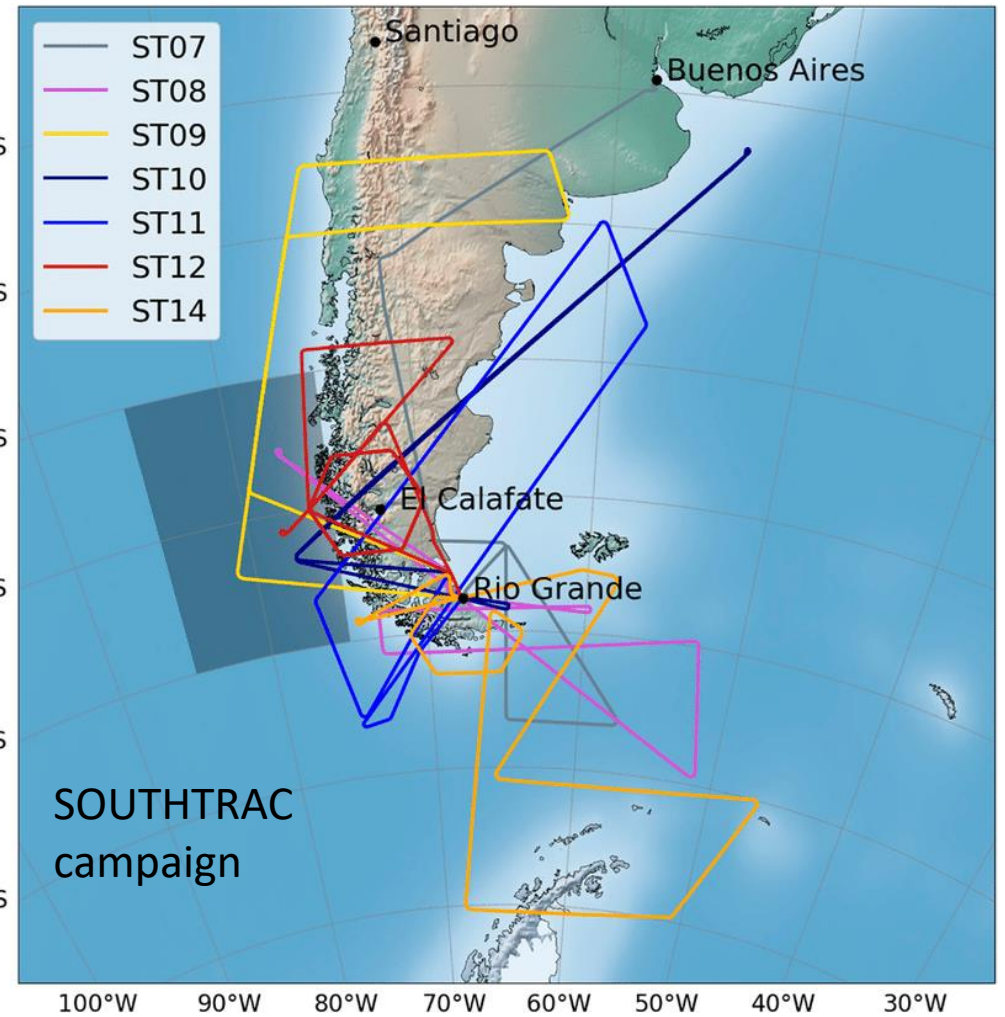 Santiago
Buenos Aires
ST07
ST08
ST09
ST10
ST11
ST12
ST14
El Calafate
Rio Grande
SOUTHTRAC
campaign
S
S
S
S
S
S
100°W
90°W
80°W
70°W
60°W
50°W
40°W
30°W